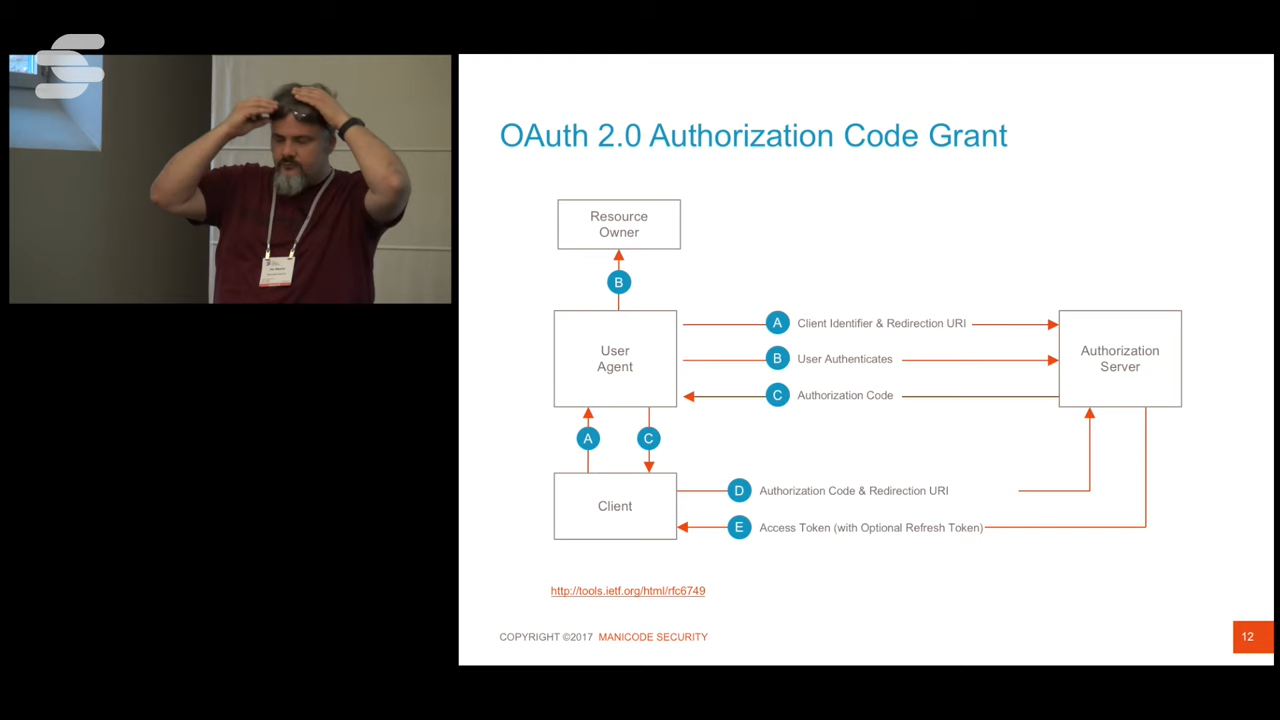 OAuth 2.0 Authorization Code Grant
Resource
Owner
B
User
Agent
A Client Identifier & Redirection URI
B User Authenticates
C Authorization Code
Authorization
Server
A
C
Client
D Authorization Code & Redirection URI
E Access Token (with Optional Refresh Token)
http://tools.ietf.org/html/rfc6749
COPYRIGHT ©2017 MANICODE SECURITY
12